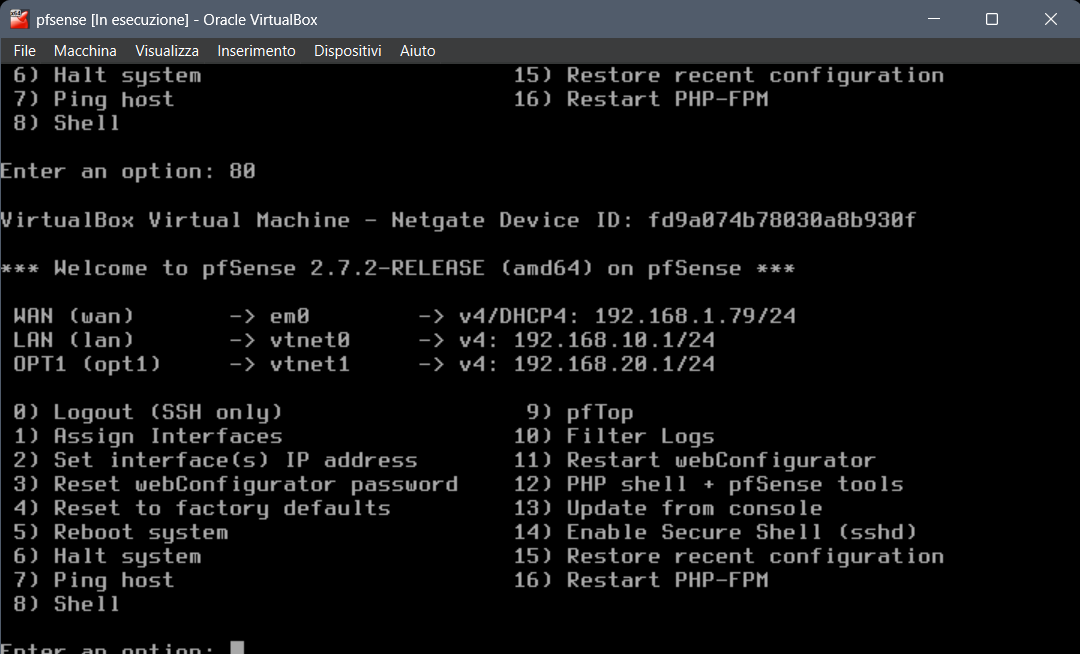 pfsense [In esecuzione] - Oracle VirtualBox
File Macchina Visualizza Inserimento Dispositivi Aiuto
6) Halt system 15) Restore recent configuration
7) Ping host 16) Restart PHP-FPM
8) Shell
Enter an option: 80
VirtualBox Virtual Machine - Netgate Device ID: fd9a074b78030a8b930f
*** Welcome to pfSense 2.7.2-RELEASE (amd64) on pfSense ***
WAN (wan) -> em0 -> v4/DHCP4: 192.168.1.79/24
LAN (lan) -> vtnet0 -> v4: 192.168.10.1/24
OPT1 (opt1) -> vtnet1 -> v4: 192.168.20.1/24
0) Logout (SSH only) 9) pfTop
1) Assign Interfaces 10) Filter Logs
2) Set interface(s) IP address 11) Restart webConfigurator
3) Reset webConfigurator password 12) PHP shell + pfSense tools
4) Reset to factory defaults 13) Update from console
5) Reboot system 14) Enable Secure Shell (sshd)
6) Halt system 15) Restore recent configuration
7) Ping host 16) Restart PHP-FPM
8) Shell
Enter an option: